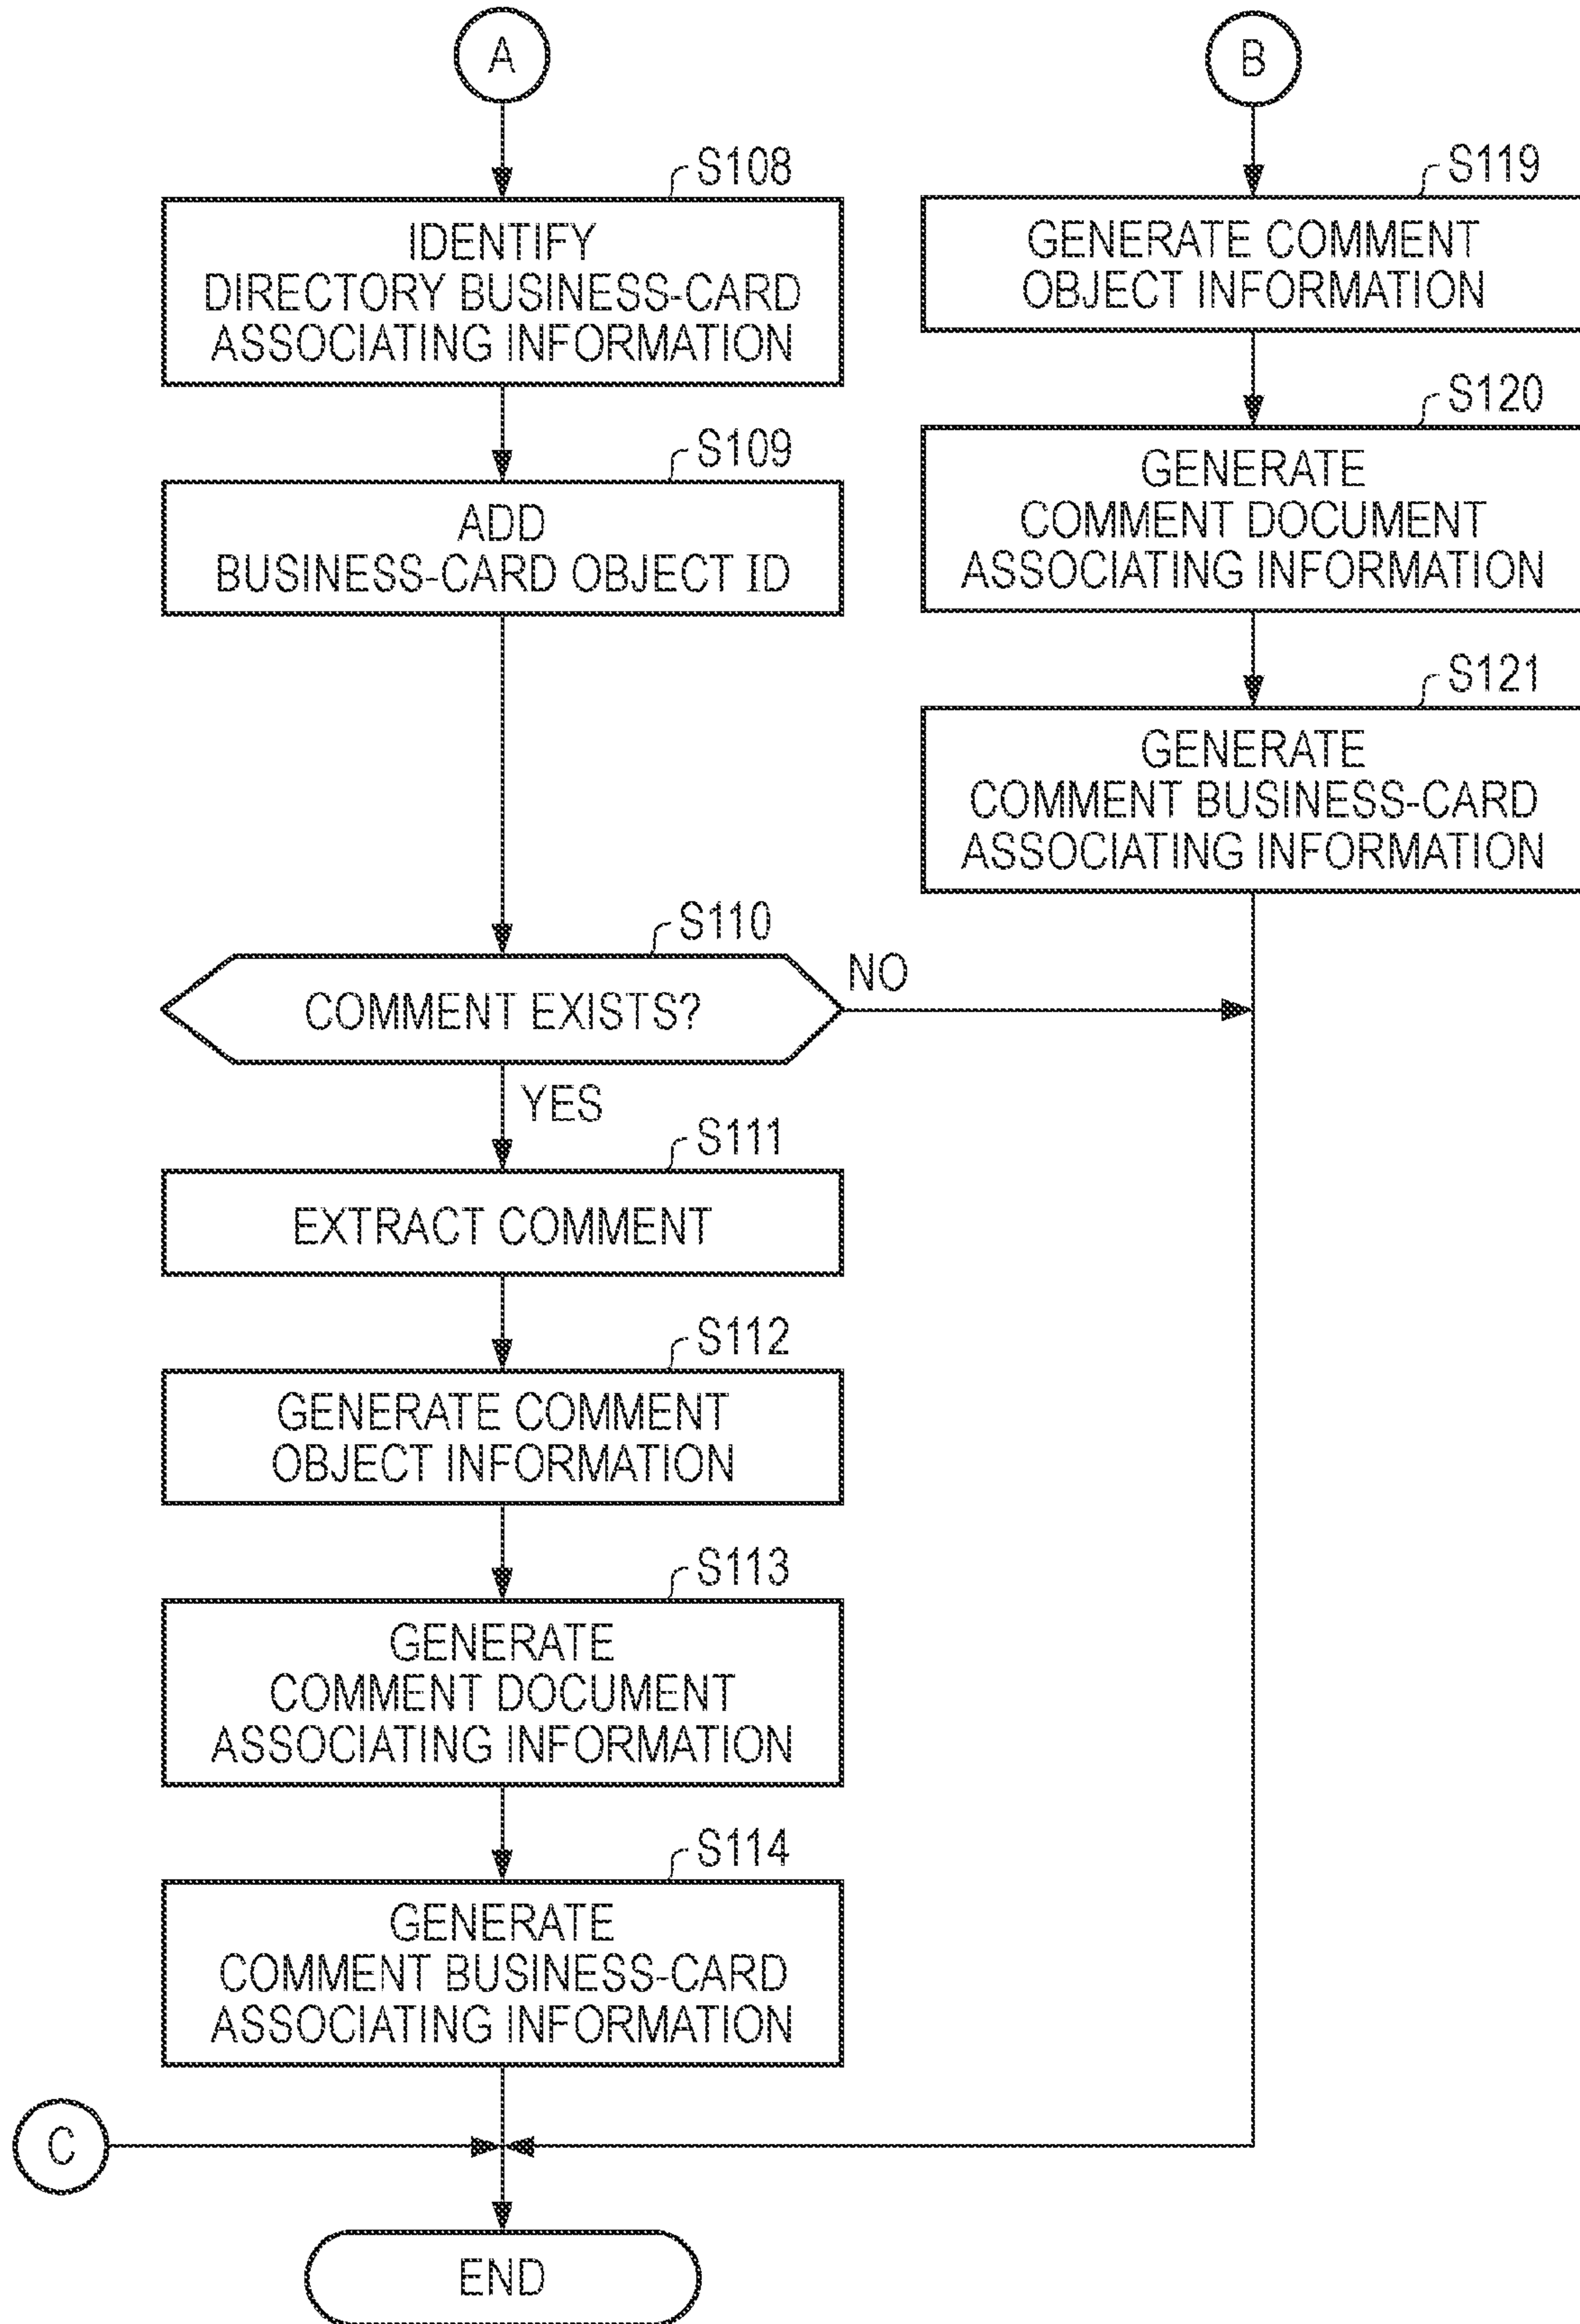 A
S108
IDENTIFY
DIRECTORY BUSINESS-CARD
ASSOCIATING INFORMATION
S109
ADD
BUSINESS-CARD OBJECT ID
S110
COMMENT EXISTS?
NO
YES
S111
EXTRACT COMMENT
S112
GENERATE COMMENT
OBJECT INFORMATION
S113
GENERATE
COMMENT DOCUMENT
ASSOCIATING INFORMATION
S114
GENERATE
COMMENT BUSINESS-CARD
ASSOCIATING INFORMATION
C
END
B
S119
GENERATE COMMENT
OBJECT INFORMATION
S120
GENERATE
COMMENT DOCUMENT
ASSOCIATING INFORMATION
S121
GENERATE
COMMENT BUSINESS-CARD
ASSOCIATING INFORMATION